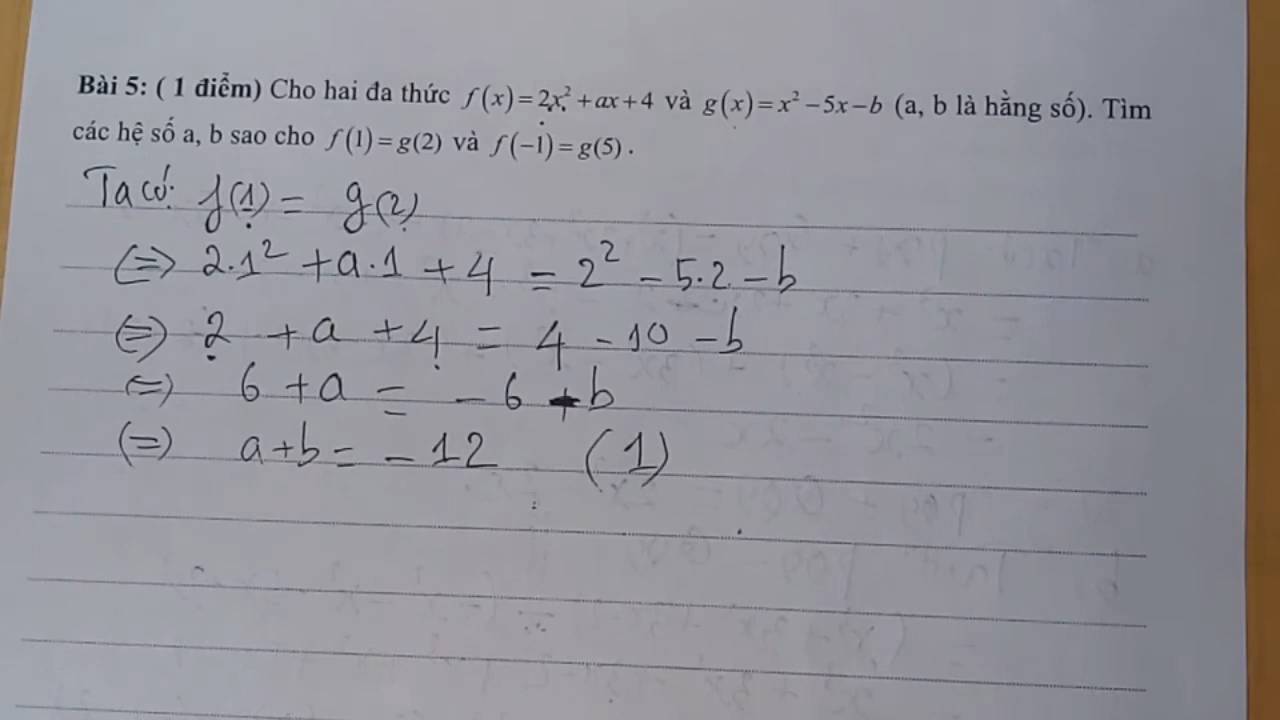 Bài 5: ( 1 điểm) Cho hai đa thức f(x)=2x²+ax+4 và g(x)=x²−5x−b (a, b là hằng số). Tìm
các hệ số a, b sao cho f(1)=g(2) và f(−1)=g(5).
Ta có: f(1) = g(2)
(=) 2.1² + a.1 + 4 = 2² - 5.2 - b
(=) 2 + a + 4 = 4 - 10 - b
(=) 6 + a = - 6 - b
(=) a + b = - 12 (1)